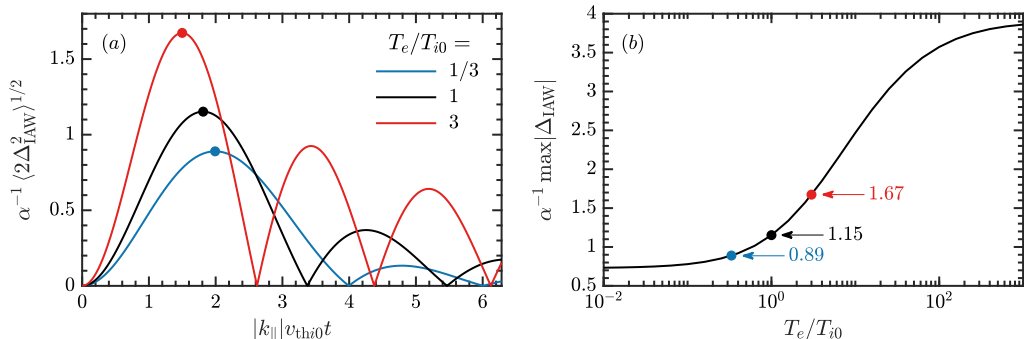 (a)
T_e/T_{i0} =
1/3
1
3
1.5
1
0.5
0
0 1 2 3 4 5 6
α^{-1} ⟨2Δ²_{IAW}⟩^{1/2}
|k_∥|v_{thi0}t
(b)
4
3.5
3
2.5
2
1.5
1
0.5
1.67
1.15
0.89
10^{-2} 10^0 10^2
α^{-1} max|Δ_{IAW}|
T_e/T_{i0}